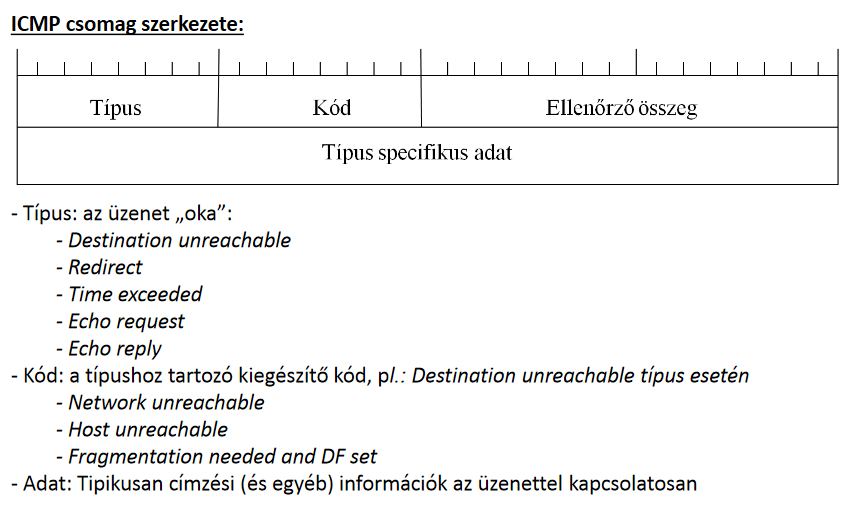 ICMP csomag szerkezete:
Típus Kód Ellenőrző összeg
Típus specifikus adat
- Típus: az üzenet „oka”:
- Destination unreachable
- Redirect
- Time exceeded
- Echo request
- Echo reply
- Kód: a típushoz tartozó kiegészítő kód, pl.: Destination unreachable típus esetén
- Network unreachable
- Host unreachable
- Fragmentation needed and DF set
- Adat: Tipikusan címzési (és egyéb) információk az üzenettel kapcsolatosan